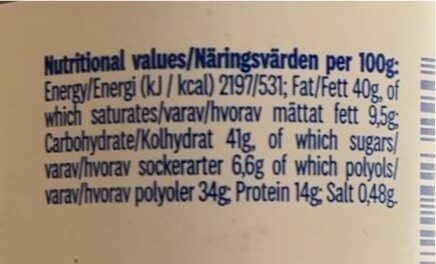 Nutritional values/Näringsvärden per 100g:
Energy/Energi (kJ / kcal) 2197/531; Fat/Fett 40g, of
which saturates/varav/hvorav mättat fett 9,5g;
Carbohydrate/Kolhydrat 41g, of which sugars/
varav/hvorav sockerarter 6,6g of which polyols/
varav/hvorav polyoler 34g; Protein 14g; Salt 0,48g.